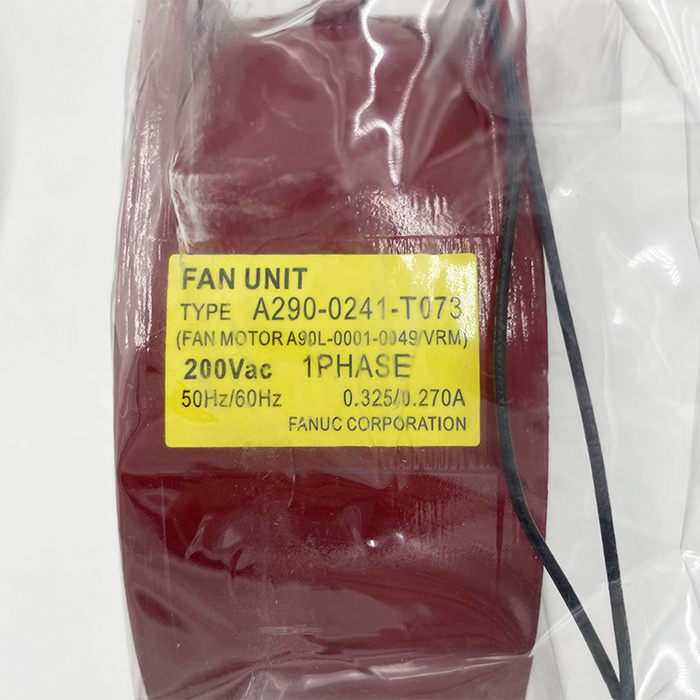 FAN UNIT
TYPE A290-0241-T073
(FAN MOTOR A90L-0001-0049/VRM)
200Vac 1PHASE
50Hz/60Hz 0.325/0.270A
FANUC CORPORATION